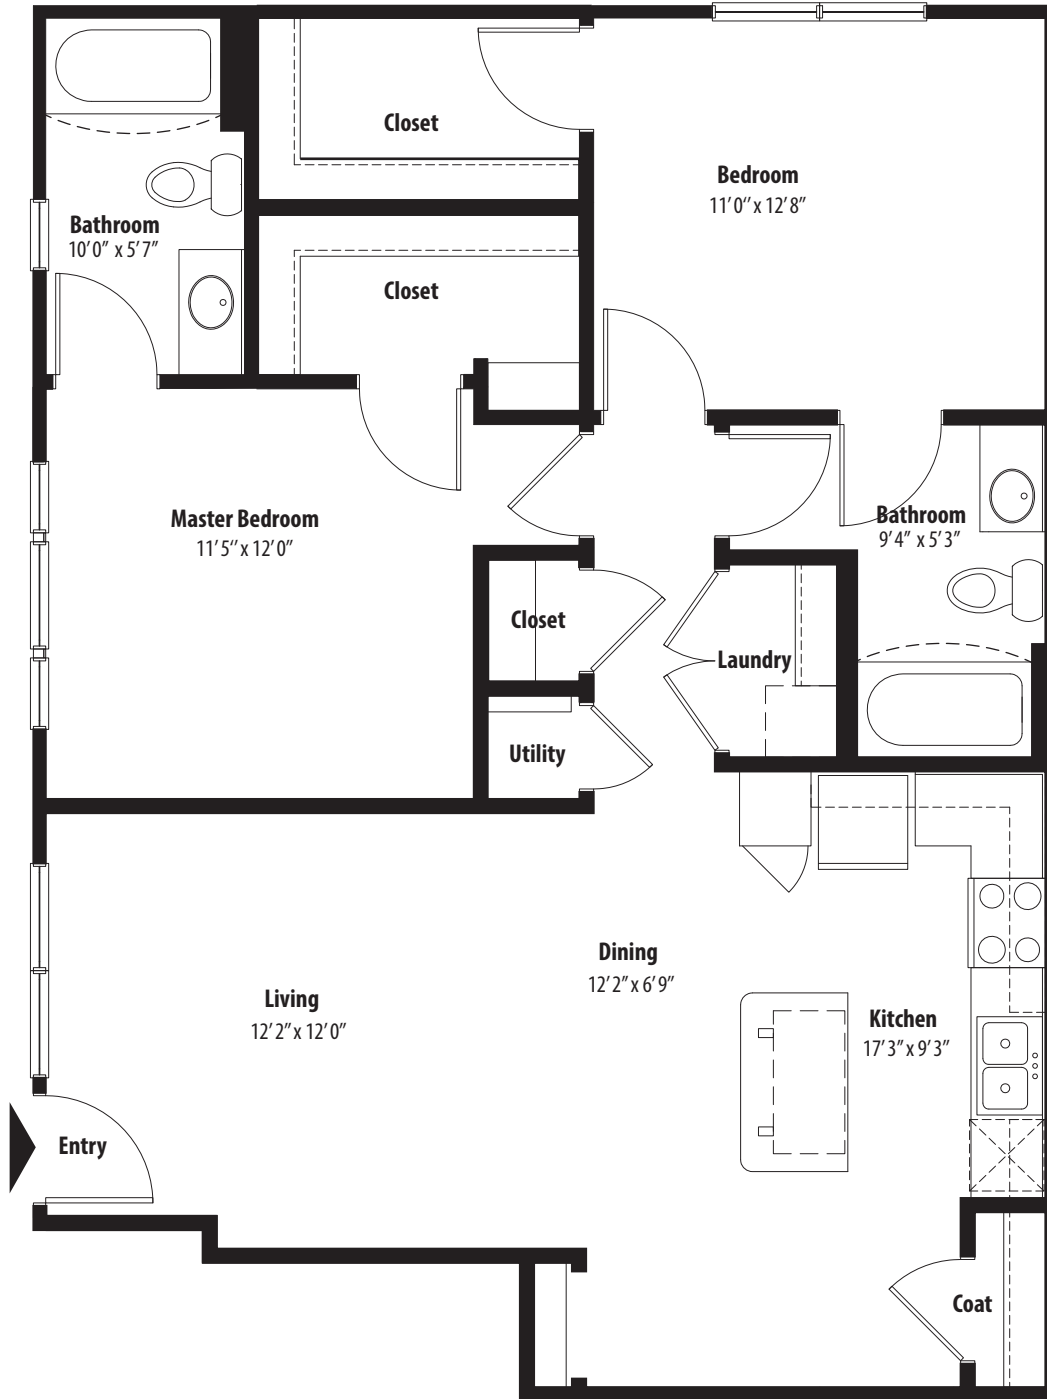 Closet
Bedroom
11'0" x 12'8"
Bathroom
10'0" x 5'7"
Closet
Master Bedroom
11'5" x 12'0"
Bathroom
9'4" x 5'3"
Closet
Laundry
Utility
Dining
12'2" x 6'9"
Living
12'2" x 12'0"
Kitchen
17'3" x 9'3"
Entry
Coat